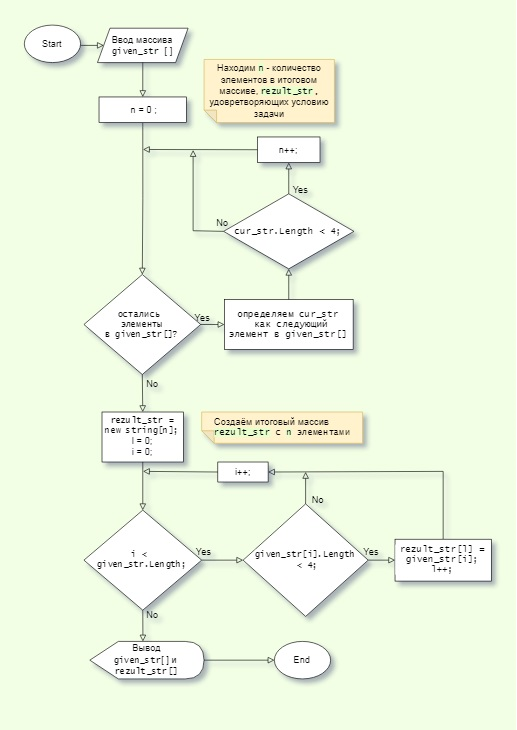 Start
Ввод массива
given_str []
Находим n - количество
элементов в итоговом
массиве, rezult_str ,
удовретворяющих условию
задачи
n = 0 ;
n++;
Yes
No
cur_str.Length < 4;
остались
элементы
в given_str[]?
Yes
определяем cur_str
как следующий
элемент в given_str[]
No
rezult_str =
new string[n];
l = 0;
i = 0;
Создаём итоговый массив
rezult_str с n элементами
i++;
No
i <
given_str.Length;
Yes
given_str[i].Length
< 4;
Yes
rezult_str[l] =
given_str[i];
l++;
No
Вывод
given_str[] и
rezult_str[]
End